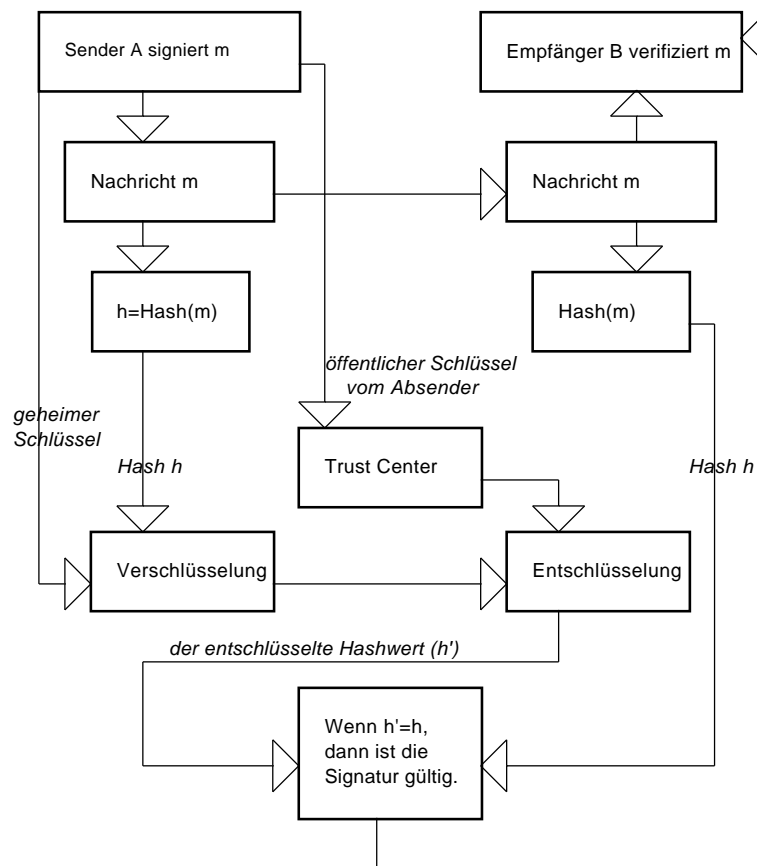 Sender A signiert m
Empfänger B verifiziert m
Nachricht m
Nachricht m
h=Hash(m)
Hash(m)
öffentlicher Schlüssel
vom Absender
geheimer
Schlüssel
Hash h
Trust Center
Hash h
Verschlüsselung
Entschlüsselung
der entschlüsselte Hashwert (h')
Wenn h'=h,
dann ist die
Signatur gültig.